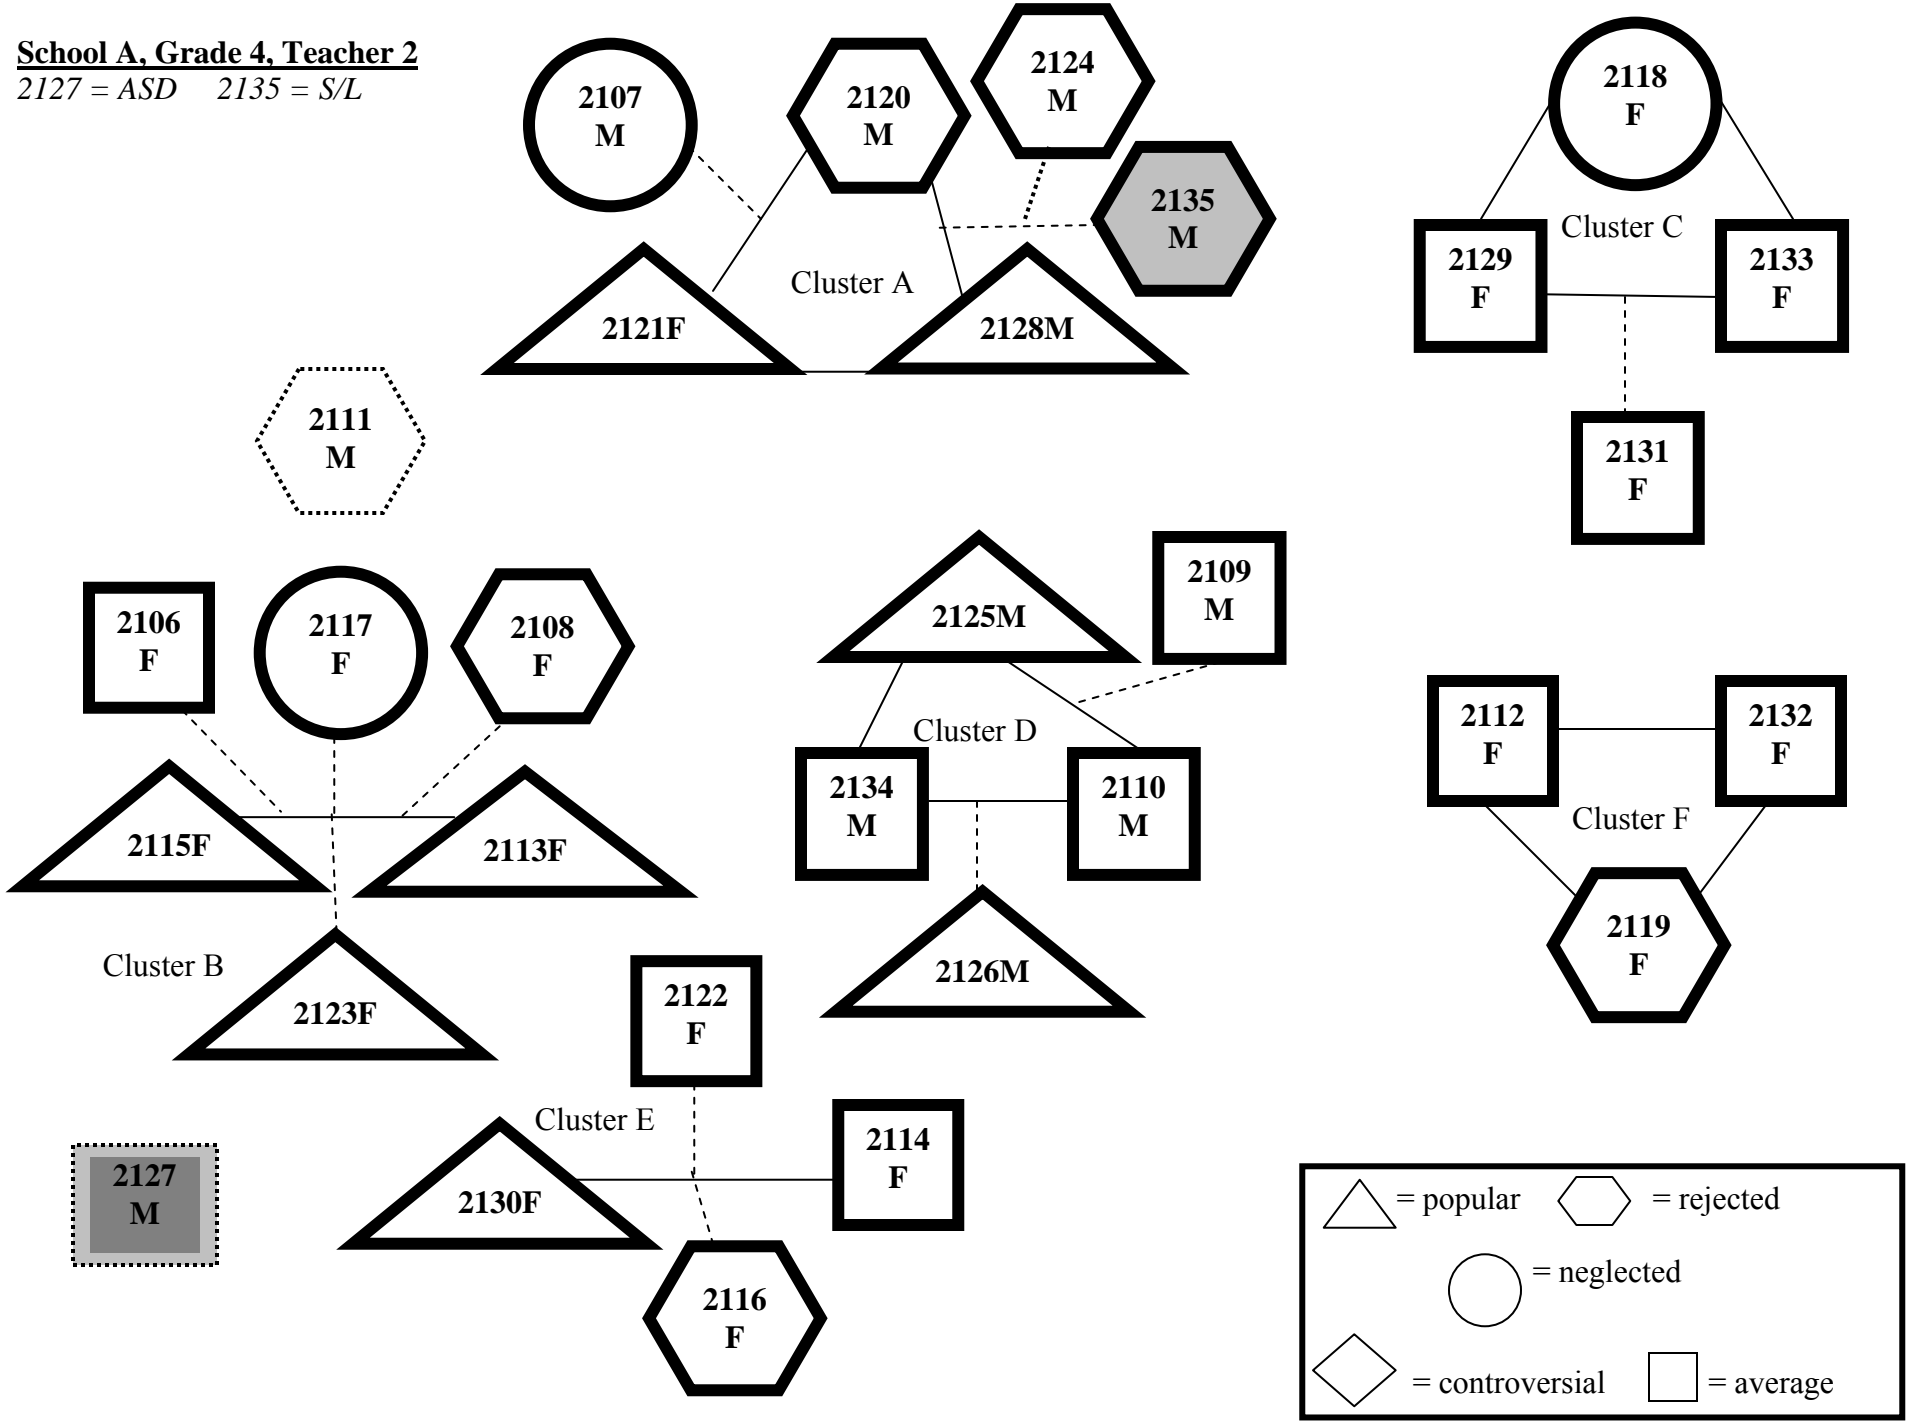 School A, Grade 4, Teacher 2
2127 = ASD 2135 = S/L
2107
M
2120
M
2124
M
2135
M
2121F
Cluster A
2128M
2118
F
Cluster C
2129
F
2133
F
2131
F
2111
M
2106
F
2117
F
2108
F
2115F
2113F
Cluster B
2123F
2125M
2109
M
Cluster D
2134
M
2110
M
2126M
2112
F
2132
F
Cluster F
2119
F
2122
F
Cluster E
2130F
2114
F
2116
F
2127
M
= popular
= rejected
= neglected
= controversial
= average